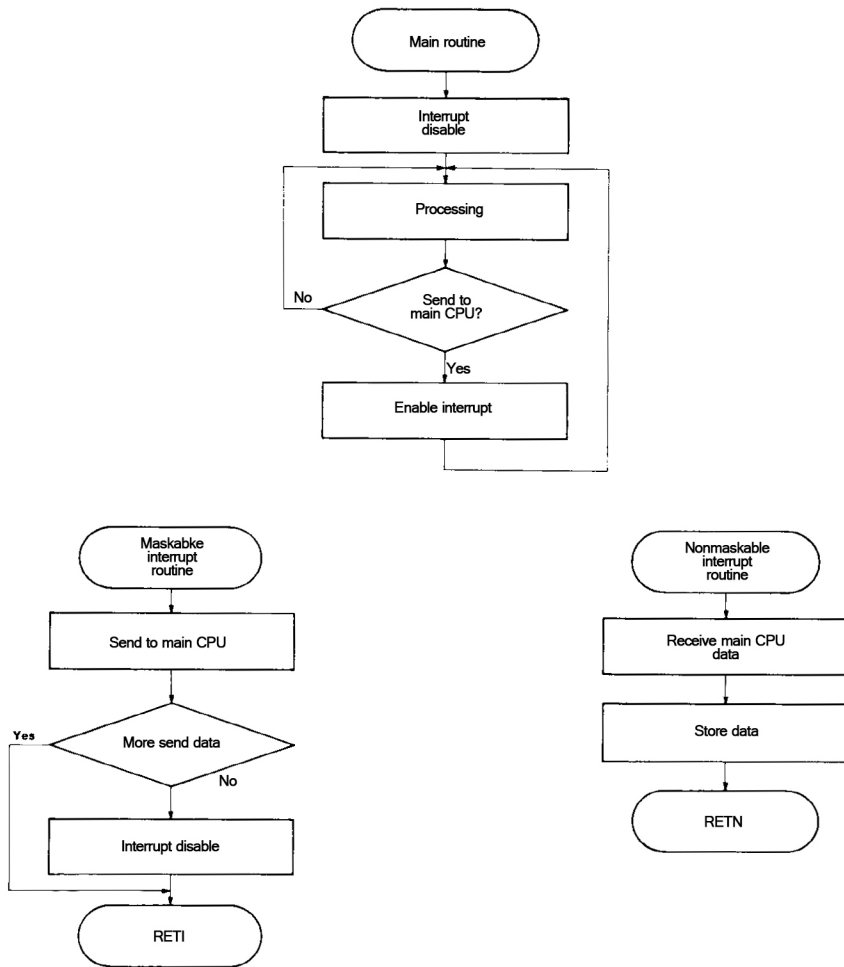 Main routine
Interrupt
disable
Processing
Send to
main CPU?
No
Yes
Enable interrupt
Maskabke
interrupt
routine
Send to main CPU
More send data
Yes
No
Interrupt disable
RETI
Nonmaskable
interrupt
routine
Receive main CPU
data
Store data
RETN